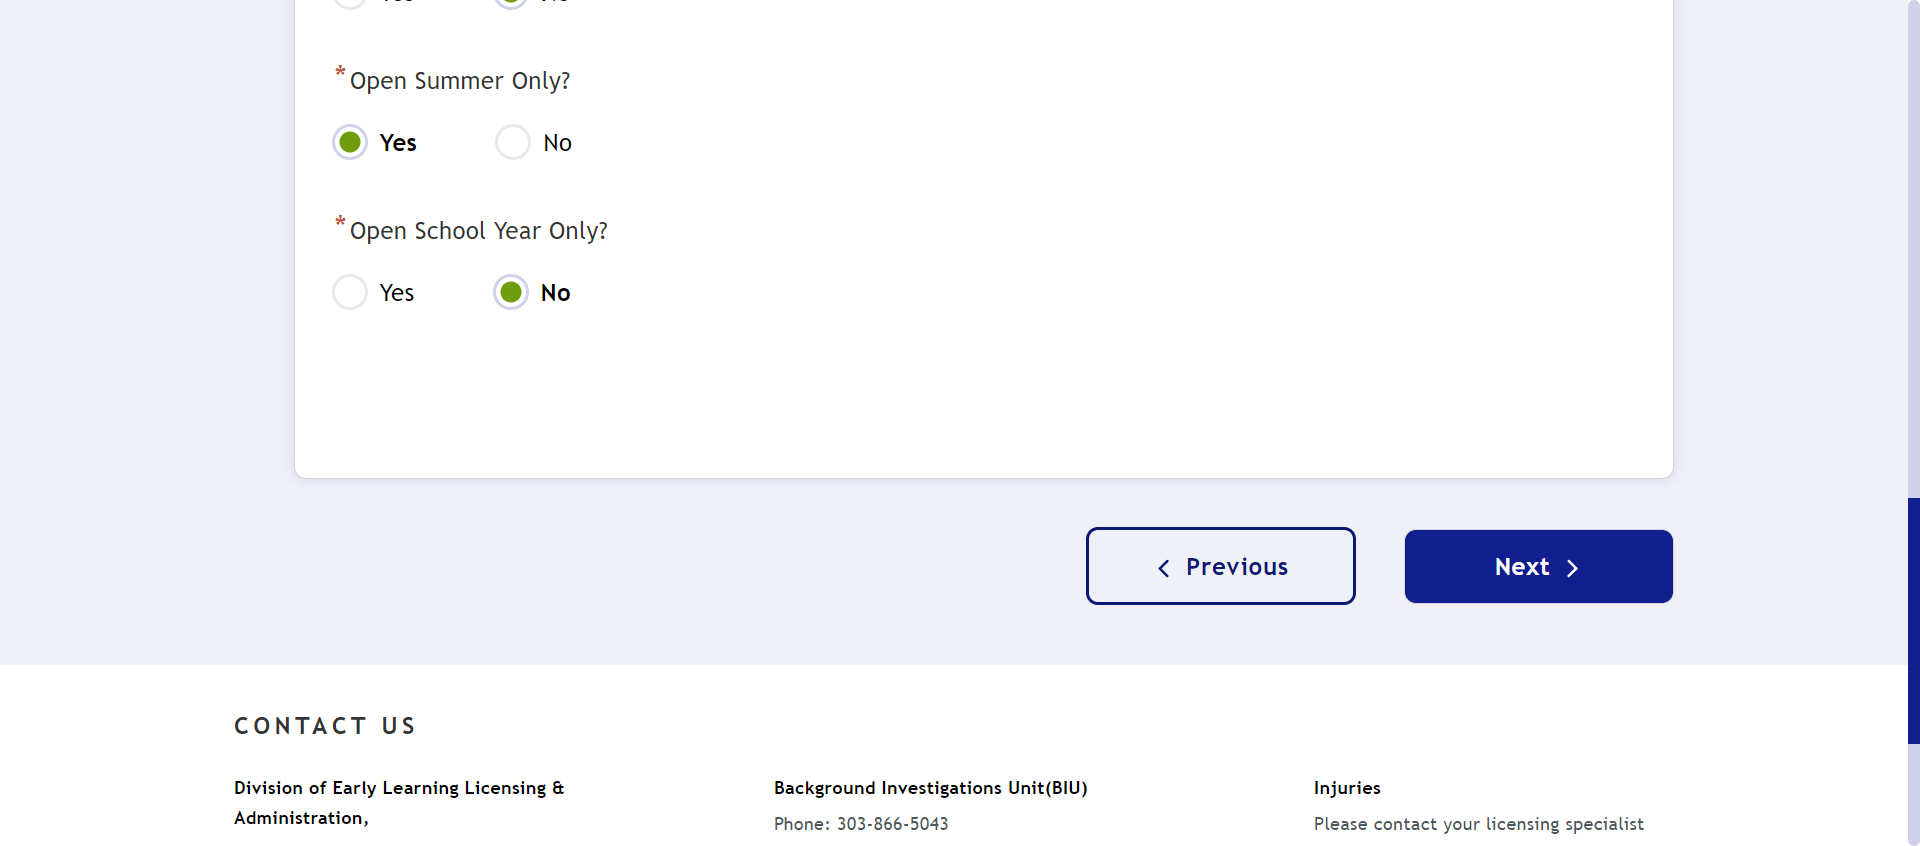 *Open Summer Only?
Yes No
*Open School Year Only?
Yes No
Previous Next
CONTACT US
Division of Early Learning Licensing &
Administration,
Background Investigations Unit(BIU)
Phone: 303-866-5043
Injuries
Please contact your licensing specialist